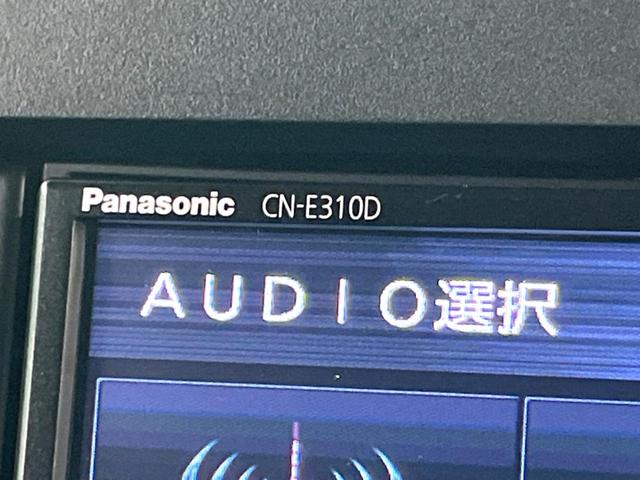 Panasonic CN-E310D
ＡＵＤＩＯ選択